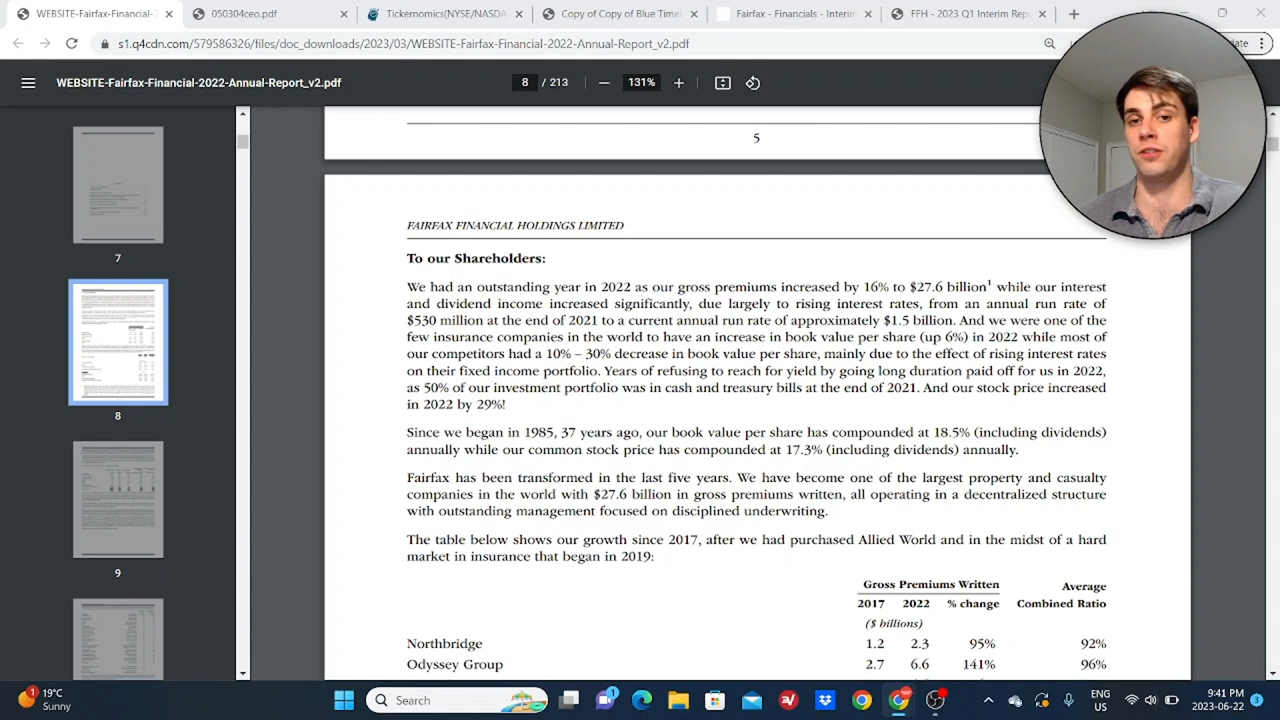 WEBSITE-Fairfax-Financial
050304ceo.pdf
Tickernomics(NYSE/NASDA
Copy of Copy of Blue Time
Fairfax - Financials - Interim
FFH - 2023 Q1 Interim Rep
s1.q4cdn.com/579586326/files/doc_downloads/2023/03/WEBSITE-Fairfax-Financial-2022-Annual-Report_v2.pdf
WEBSITE-Fairfax-Financial-2022-Annual-Report_v2.pdf
8 / 213
131%
7
8
9
5
FAIRFAX FINANCIAL HOLDINGS LIMITED
To our Shareholders:
We had an outstanding year in 2022 as our gross premiums increased by 16% to $27.6 billion1 while our interest
and dividend income increased significantly, due largely to rising interest rates, from an annual run rate of
$530 million at the end of 2021 to a current annual run rate of approximately $1.5 billion. And we were one of the
few insurance companies in the world to have an increase in book value per share (up 6%) in 2022 while most of
our competitors had a 10% – 30% decrease in book value per share, mainly due to the effect of rising interest rates
on their fixed income portfolio. Years of refusing to reach for yield by going long duration paid off for us in 2022,
as 50% of our investment portfolio was in cash and treasury bills at the end of 2021. And our stock price increased
in 2022 by 29%!
Since we began in 1985, 37 years ago, our book value per share has compounded at 18.5% (including dividends)
annually while our common stock price has compounded at 17.3% (including dividends) annually.
Fairfax has been transformed in the last five years. We have become one of the largest property and casualty
companies in the world with $27.6 billion in gross premiums written, all operating in a decentralized structure
with outstanding management focused on disciplined underwriting.
The table below shows our growth since 2017, after we had purchased Allied World and in the midst of a hard
market in insurance that began in 2019:
Gross Premiums Written Average
2017 2022 % change Combined Ratio
($ billions)
Northbridge 1.2 2.3 95% 92%
Odyssey Group 2.7 6.6 141% 96%
1
19°C
Sunny
Search
1
ENG
US
9:41 PM
2023-06-22
3